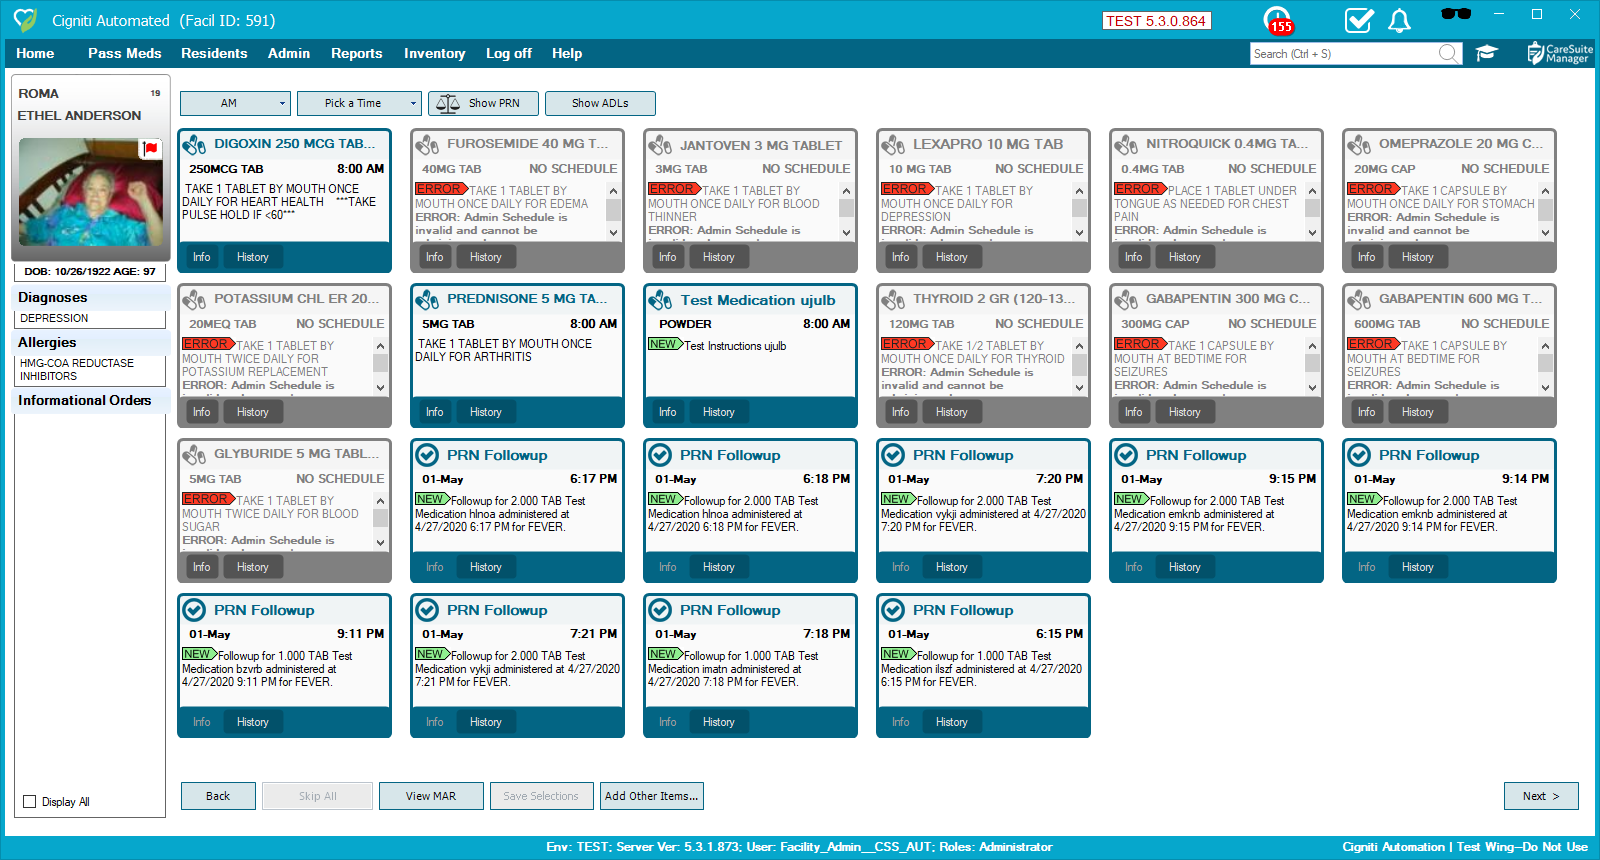 Cigniti Automated (Facil ID: 591)
TEST 5.3.0.864
155
Home Pass Meds Residents Admin Reports Inventory Log off Help
Search (Ctrl + S)
CareSuite
Manager
ROMA 19
ETHEL ANDERSON
DOB: 10/26/1922 AGE: 97
Diagnoses
DEPRESSION
Allergies
HMG-COA REDUCTASE
INHIBITORS
Informational Orders
Display All
AM
Pick a Time
Show PRN
Show ADLs
DIGOXIN 250 MCG TAB...
250MCG TAB 8:00 AM
TAKE 1 TABLET BY MOUTH ONCE
DAILY FOR HEART HEALTH ***TAKE
PULSE HOLD IF <60***
Info History
FUROSEMIDE 40 MG T...
40MG TAB NO SCHEDULE
ERROR TAKE 1 TABLET BY
MOUTH ONCE DAILY FOR EDEMA
ERROR: Admin Schedule is
invalid and cannot be
Info History
JANTOVEN 3 MG TABLET
3MG TAB NO SCHEDULE
ERROR TAKE 1 TABLET BY
MOUTH ONCE DAILY FOR BLOOD
THINNER
ERROR: Admin Schedule is
Info History
LEXAPRO 10 MG TAB
10 MG TAB NO SCHEDULE
ERROR TAKE 1 TABLET BY
MOUTH ONCE DAILY FOR
DEPRESSION
ERROR: Admin Schedule is
Info History
NITROQUICK 0.4MG TA...
0.4MG TAB NO SCHEDULE
ERROR PLACE 1 TABLET UNDER
TONGUE AS NEEDED FOR CHEST
PAIN
ERROR: Admin Schedule is
Info History
OMEPRAZOLE 20 MG C...
20MG CAP NO SCHEDULE
ERROR TAKE 1 CAPSULE BY
MOUTH ONCE DAILY FOR STOMACH
ERROR: Admin Schedule is
invalid and cannot be
Info History
POTASSIUM CHL ER 20...
20MEQ TAB NO SCHEDULE
ERROR TAKE 1 TABLET BY
MOUTH TWICE DAILY FOR
POTASSIUM REPLACEMENT
ERROR: Admin Schedule is
Info History
PREDNISONE 5 MG TA...
5MG TAB 8:00 AM
TAKE 1 TABLET BY MOUTH ONCE
DAILY FOR ARTHRITIS
Info History
Test Medication ujulb
POWDER 8:00 AM
NEW Test Instructions ujulb
Info History
THYROID 2 GR (120-13...
120MG TAB NO SCHEDULE
ERROR TAKE 1/2 TABLET BY
MOUTH ONCE DAILY FOR THYROID
ERROR: Admin Schedule is
invalid and cannot be
Info History
GABAPENTIN 300 MG C...
300MG CAP NO SCHEDULE
ERROR TAKE 1 CAPSULE BY
MOUTH AT BEDTIME FOR
SEIZURES
ERROR: Admin Schedule is
Info History
GABAPENTIN 600 MG T...
600MG TAB NO SCHEDULE
ERROR TAKE 1 CAPSULE BY
MOUTH AT BEDTIME FOR
SEIZURES
ERROR: Admin Schedule is
Info History
GLYBURIDE 5 MG TABL...
5MG TAB NO SCHEDULE
ERROR TAKE 1 TABLET BY
MOUTH TWICE DAILY FOR BLOOD
SUGAR
ERROR: Admin Schedule is
Info History
PRN Followup
01-May 6:17 PM
NEW Followup for 2.000 TAB Test
Medication hlnoa administered at
4/27/2020 6:17 PM for FEVER.
Info History
PRN Followup
01-May 6:18 PM
NEW Followup for 2.000 TAB Test
Medication hlnoa administered at
4/27/2020 6:18 PM for FEVER.
Info History
PRN Followup
01-May 7:20 PM
NEW Followup for 2.000 TAB Test
Medication vykji administered at 4/27/2020
7:20 PM for FEVER.
Info History
PRN Followup
01-May 9:15 PM
NEW Followup for 2.000 TAB Test
Medication emknb administered at
4/27/2020 9:15 PM for FEVER.
Info History
PRN Followup
01-May 9:14 PM
NEW Followup for 2.000 TAB Test
Medication emknb administered at
4/27/2020 9:14 PM for FEVER.
Info History
PRN Followup
01-May 9:11 PM
NEW Followup for 1.000 TAB Test
Medication bzvrb administered at
4/27/2020 9:11 PM for FEVER.
Info History
PRN Followup
01-May 7:21 PM
NEW Followup for 2.000 TAB Test
Medication vykji administered at 4/27/2020
7:21 PM for FEVER.
Info History
PRN Followup
01-May 7:18 PM
NEW Followup for 1.000 TAB Test
Medication imatn administered at
4/27/2020 7:18 PM for FEVER.
Info History
PRN Followup
01-May 6:15 PM
NEW Followup for 1.000 TAB Test
Medication ilszf administered at 4/27/2020
6:15 PM for FEVER.
Info History
Back
Skip All
View MAR
Save Selections
Add Other Items...
Next >
Env: TEST; Server Ver: 5.3.1.873; User: Facility_Admin__CSS_AUT; Roles: Administrator
Cigniti Automation | Test Wing--Do Not Use